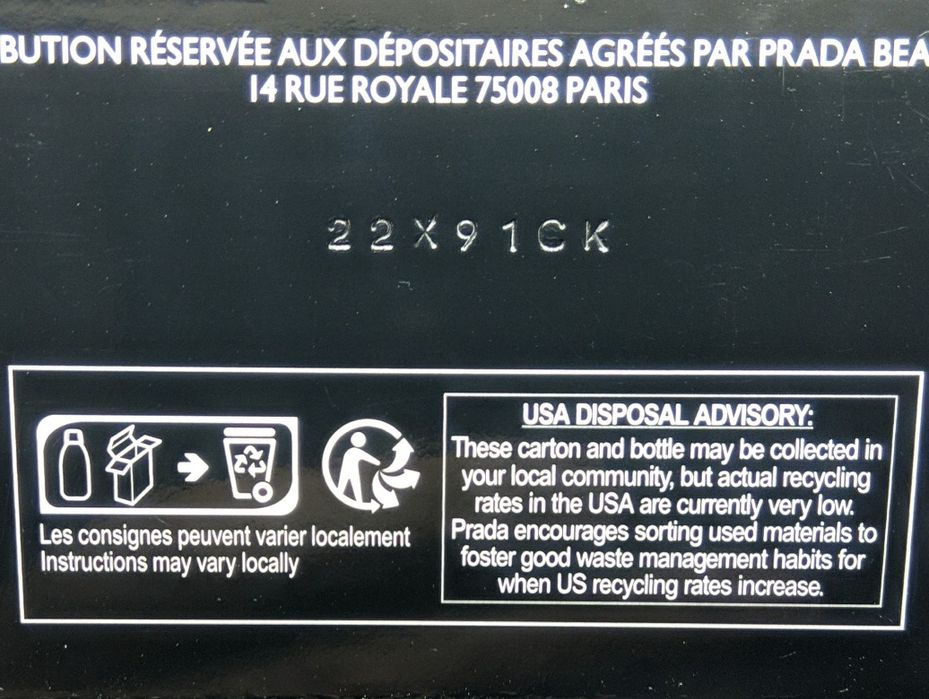 BUTION RÉSERVÉE AUX DÉPOSITAIRES AGRÉÉS PAR PRADA BEA
14 RUE ROYALE 75008 PARIS
22X91CK
Les consignes peuvent varier localement
Instructions may vary locally
USA DISPOSAL ADVISORY:
These carton and bottle may be collected in
your local community, but actual recycling
rates in the USA are currently very low.
Prada encourages sorting used materials to
foster good waste management habits for
when US recycling rates increase.